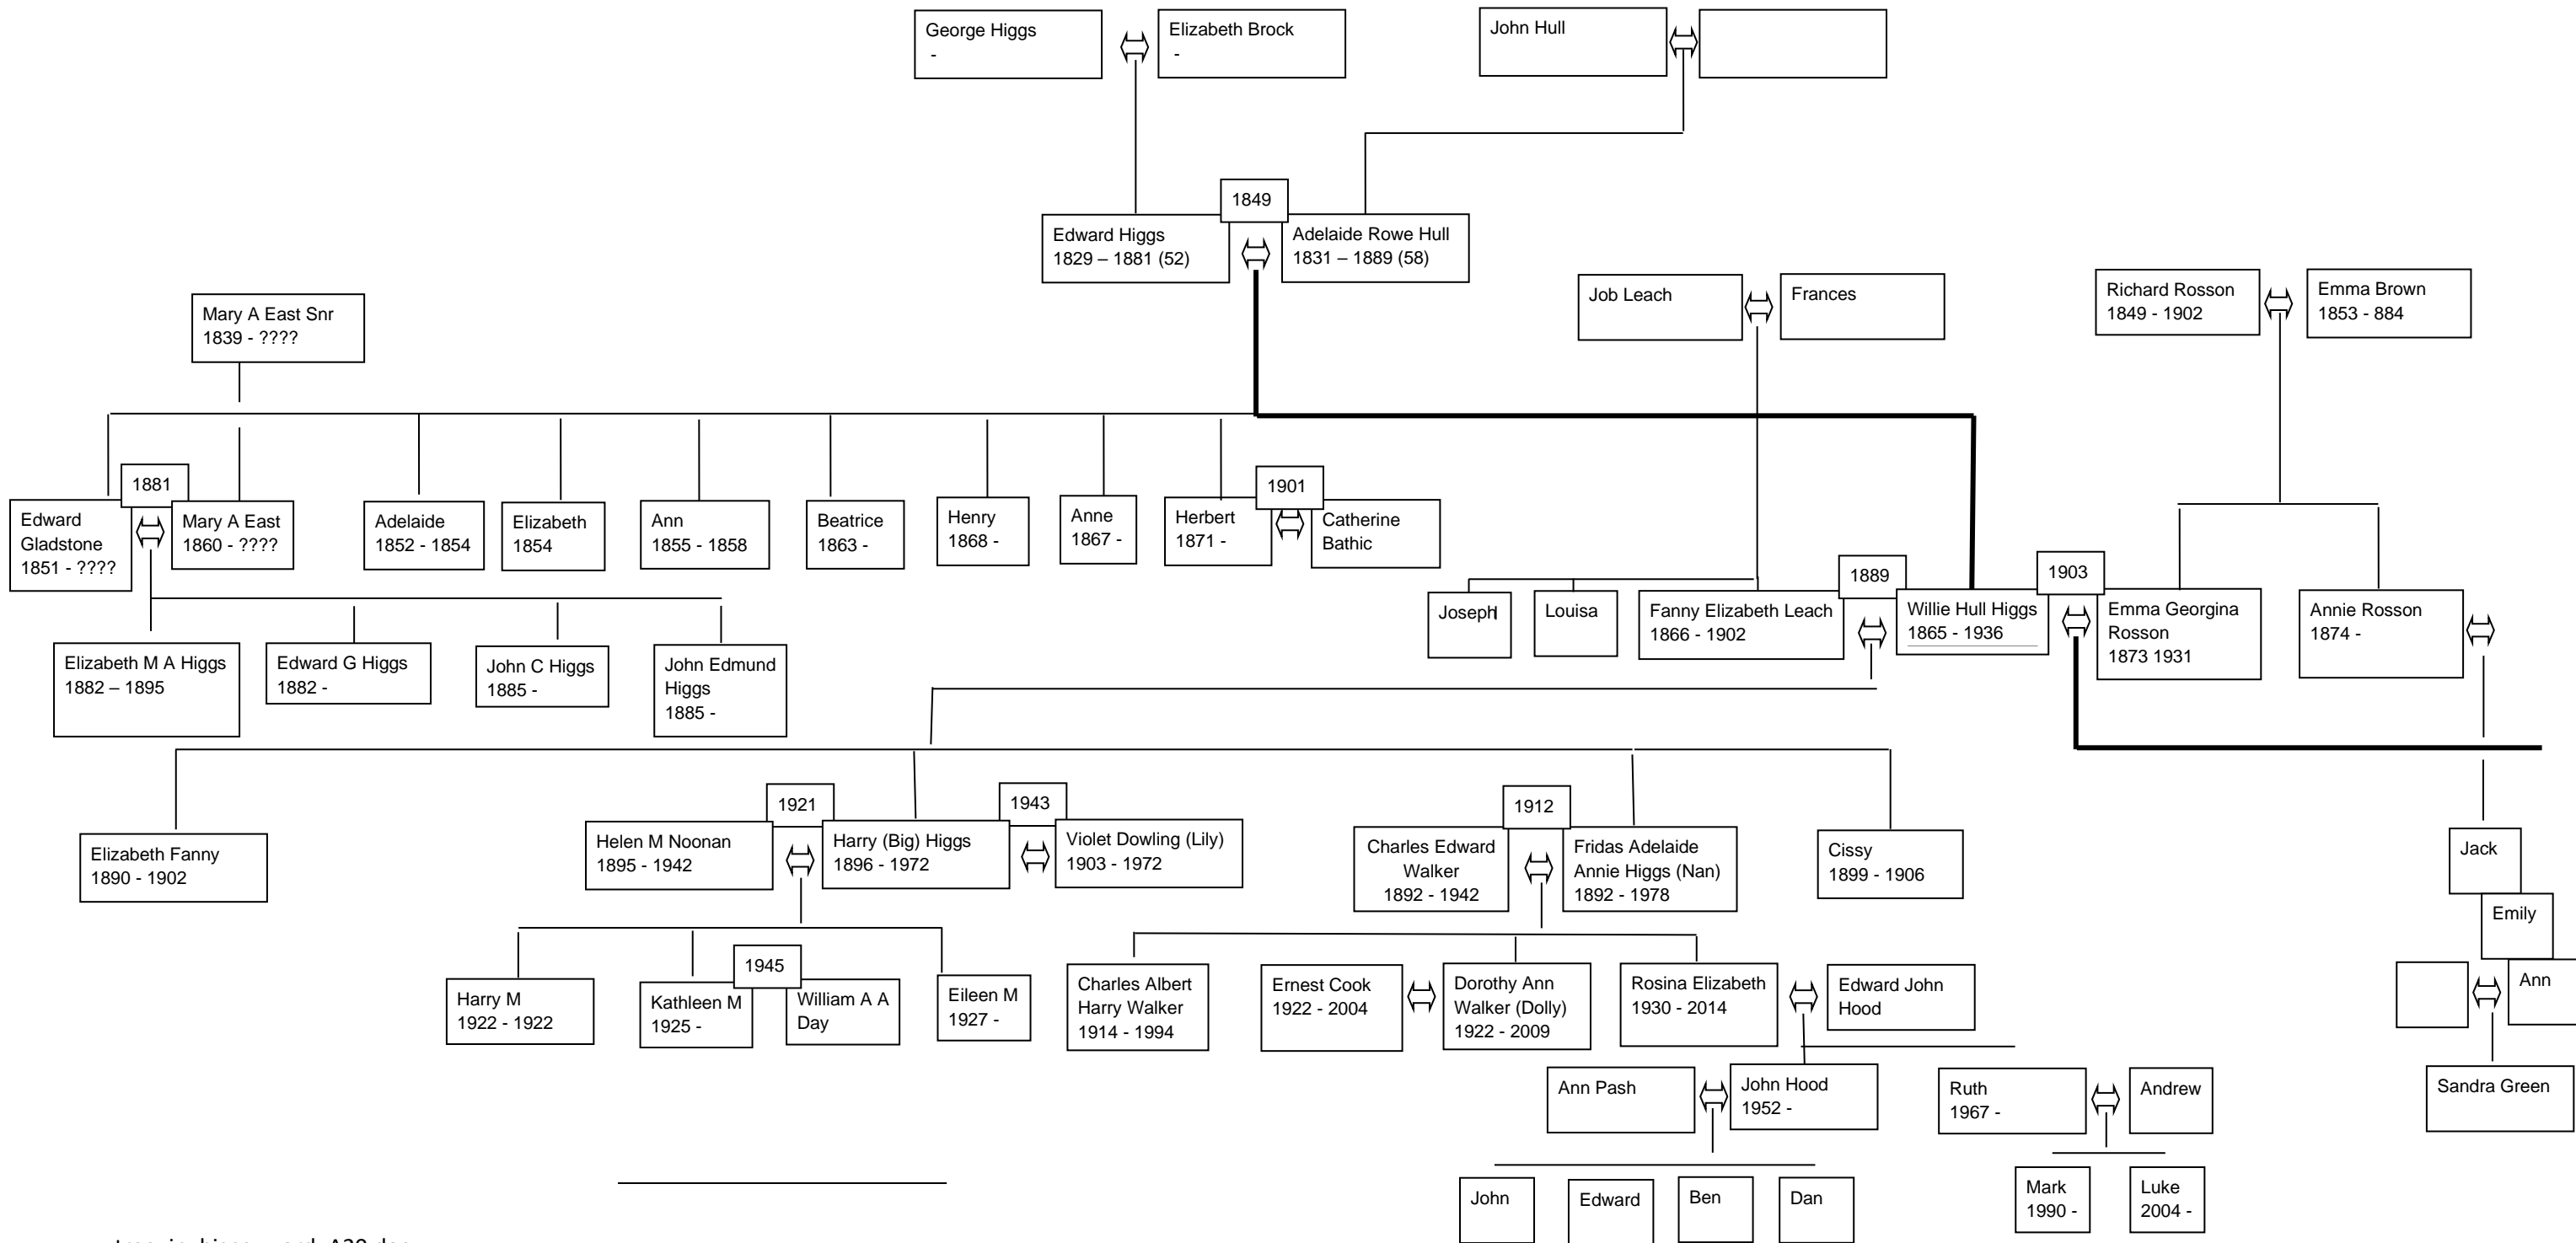 George Higgs
-
Elizabeth Brock
-
John Hull
1849
Edward Higgs
1829 – 1881 (52)
Adelaide Rowe Hull
1831 – 1889 (58)
Mary A East Snr
1839 - ????
Job Leach
Frances
Richard Rosson
1849 - 1902
Emma Brown
1853 - 884
1881
Edward
Gladstone
1851 - ????
Mary A East
1860 - ????
Adelaide
1852 - 1854
Elizabeth
1854
Ann
1855 - 1858
Beatrice
1863 -
Henry
1868 -
Anne
1867 -
Herbert
1871 -
1901
Catherine
Bathic
Joseph
Louisa
Fanny Elizabeth Leach
1866 - 1902
1889
Willie Hull Higgs
1865 - 1936
1903
Emma Georgina
Rosson
1873 1931
Annie Rosson
1874 -
Elizabeth M A Higgs
1882 – 1895
Edward G Higgs
1882 -
John C Higgs
1885 -
John Edmund
Higgs
1885 -
Elizabeth Fanny
1890 - 1902
1921
Helen M Noonan
1895 - 1942
Harry (Big) Higgs
1896 - 1972
1943
Violet Dowling (Lily)
1903 - 1972
1912
Charles Edward
Walker
1892 - 1942
Fridas Adelaide
Annie Higgs (Nan)
1892 - 1978
Cissy
1899 - 1906
Jack
Emily
Ann
Harry M
1922 - 1922
1945
Kathleen M
1925 -
William A A
Day
Eileen M
1927 -
Charles Albert
Harry Walker
1914 - 1994
Ernest Cook
1922 - 2004
Dorothy Ann
Walker (Dolly)
1922 - 2009
Rosina Elizabeth
1930 - 2014
Edward John
Hood
Ann Pash
John Hood
1952 -
Ruth
1967 -
Andrew
Sandra Green
John
Edward
Ben
Dan
Mark
1990 -
Luke
2004 -